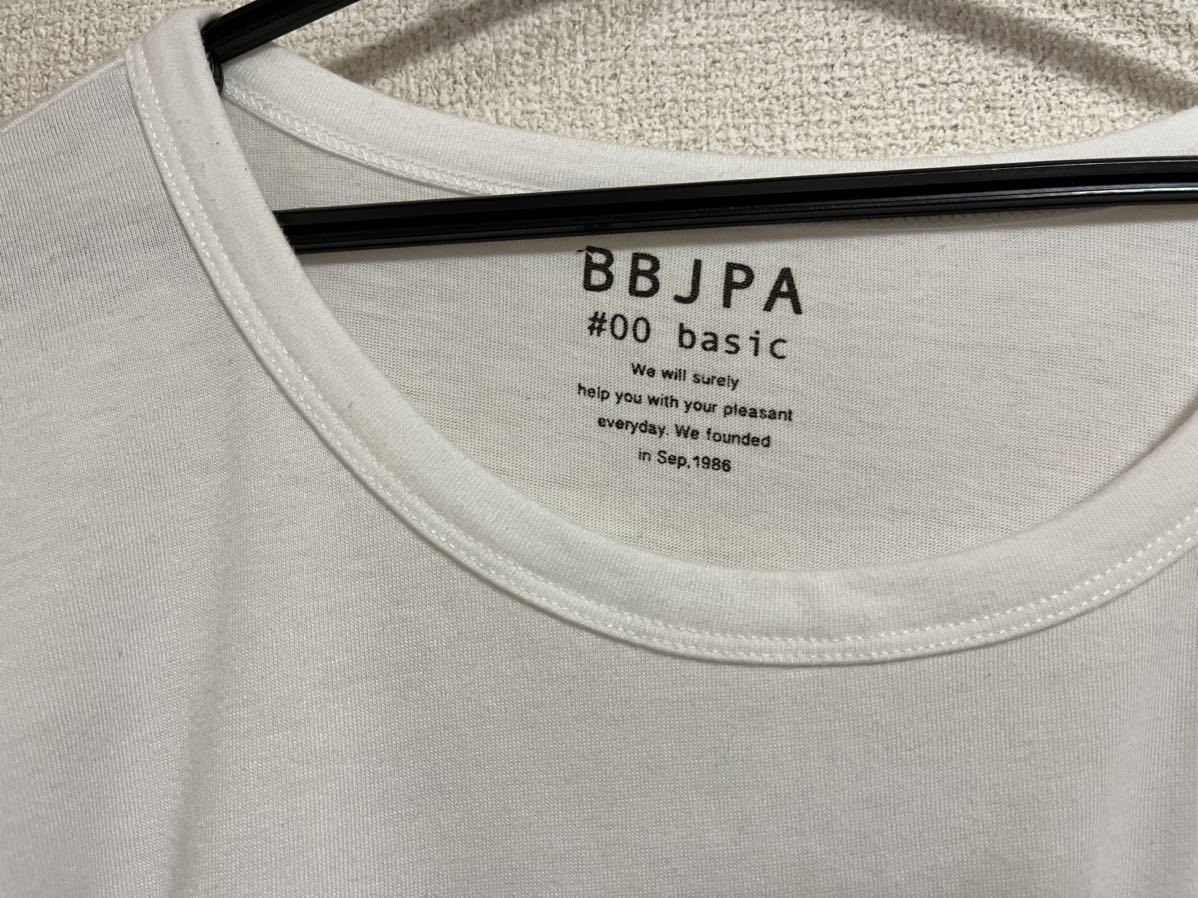 BBJPA
#00 basic
We will surely
help you with your pleasant
everyday. We founded
in Sep,1986